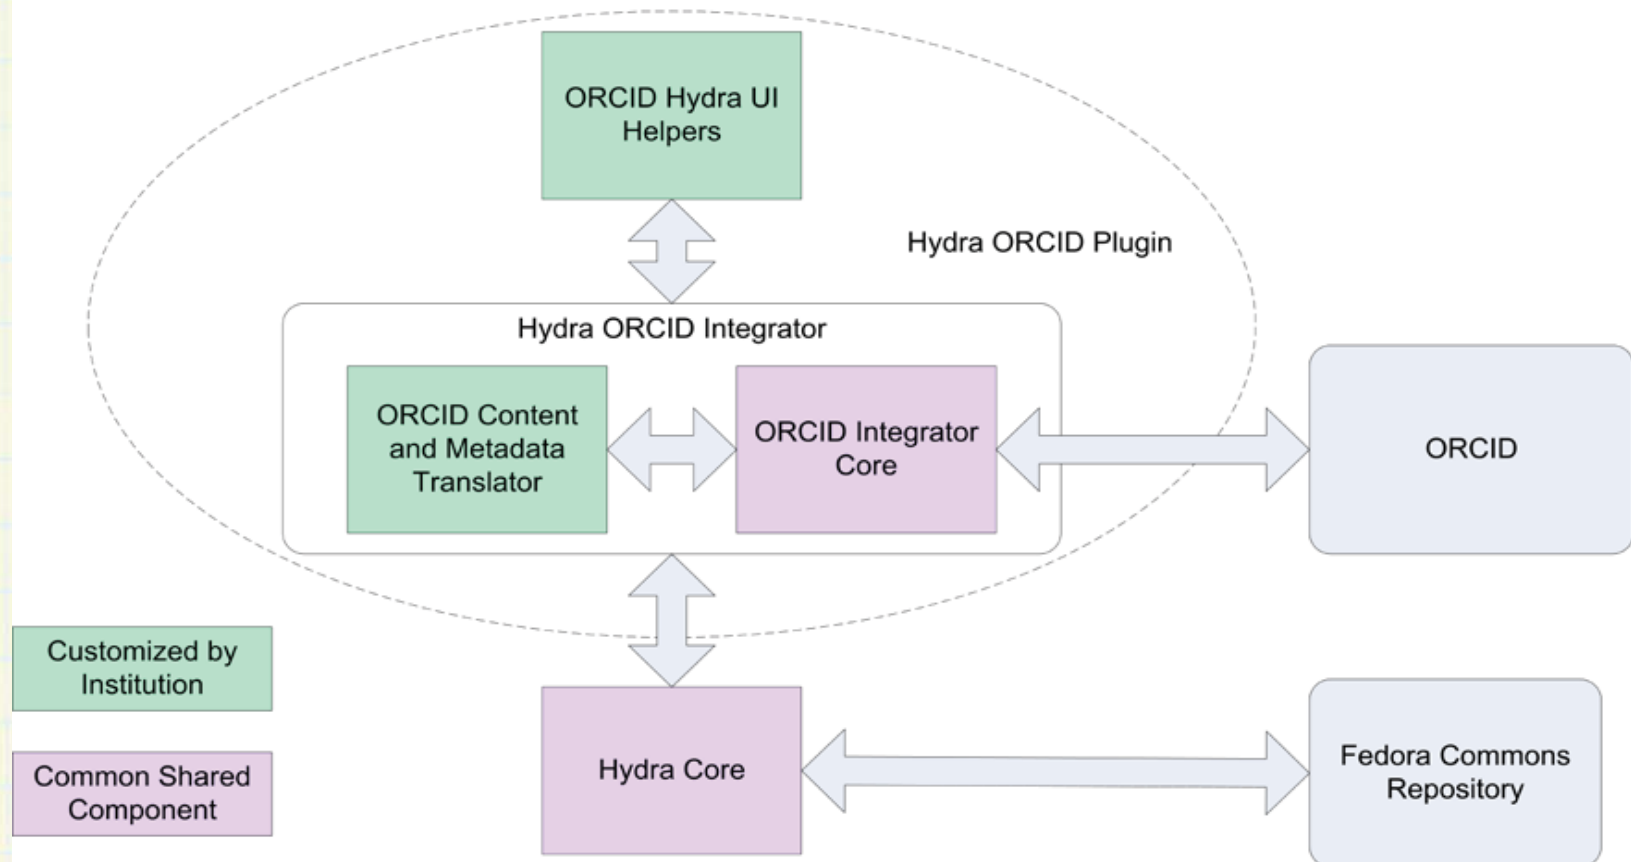 ORCID Hydra UI
Helpers
Hydra ORCID Plugin
Hydra ORCID Integrator
ORCID Content
and Metadata
Translator
ORCID Integrator
Core
ORCID
Customized by
Institution
Common Shared
Component
Hydra Core
Fedora Commons
Repository